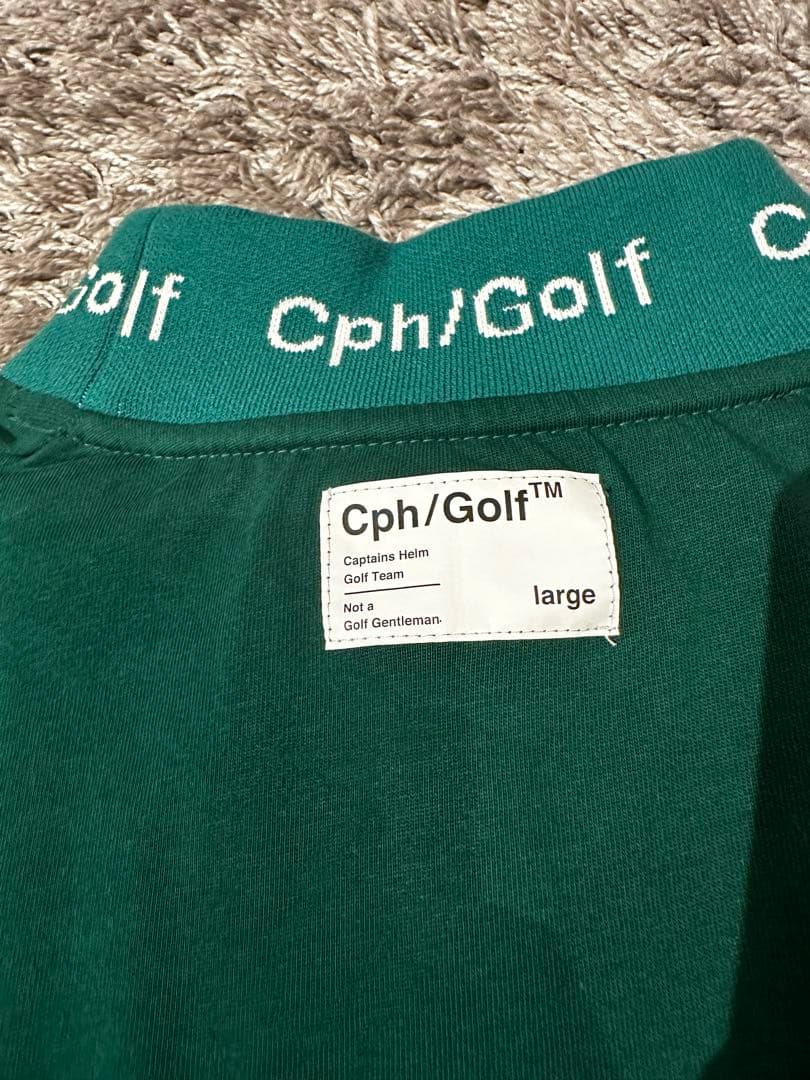 Golf Cph/Golf C
Cph/Golf™
Captains Helm
Golf Team
large
Not a
Golf Gentleman.